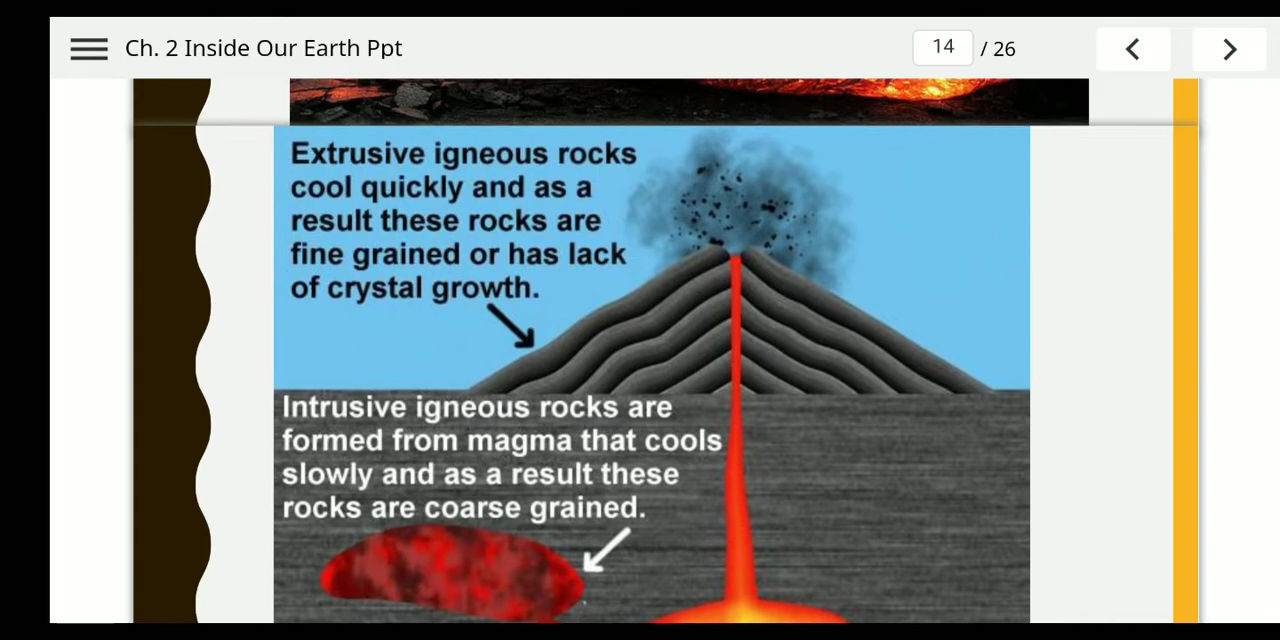 Ch. 2 Inside Our Earth Ppt
14 / 26
Extrusive igneous rocks
cool quickly and as a
result these rocks are
fine grained or has lack
of crystal growth.
Intrusive igneous rocks are
formed from magma that cools
slowly and as a result these
rocks are coarse grained.